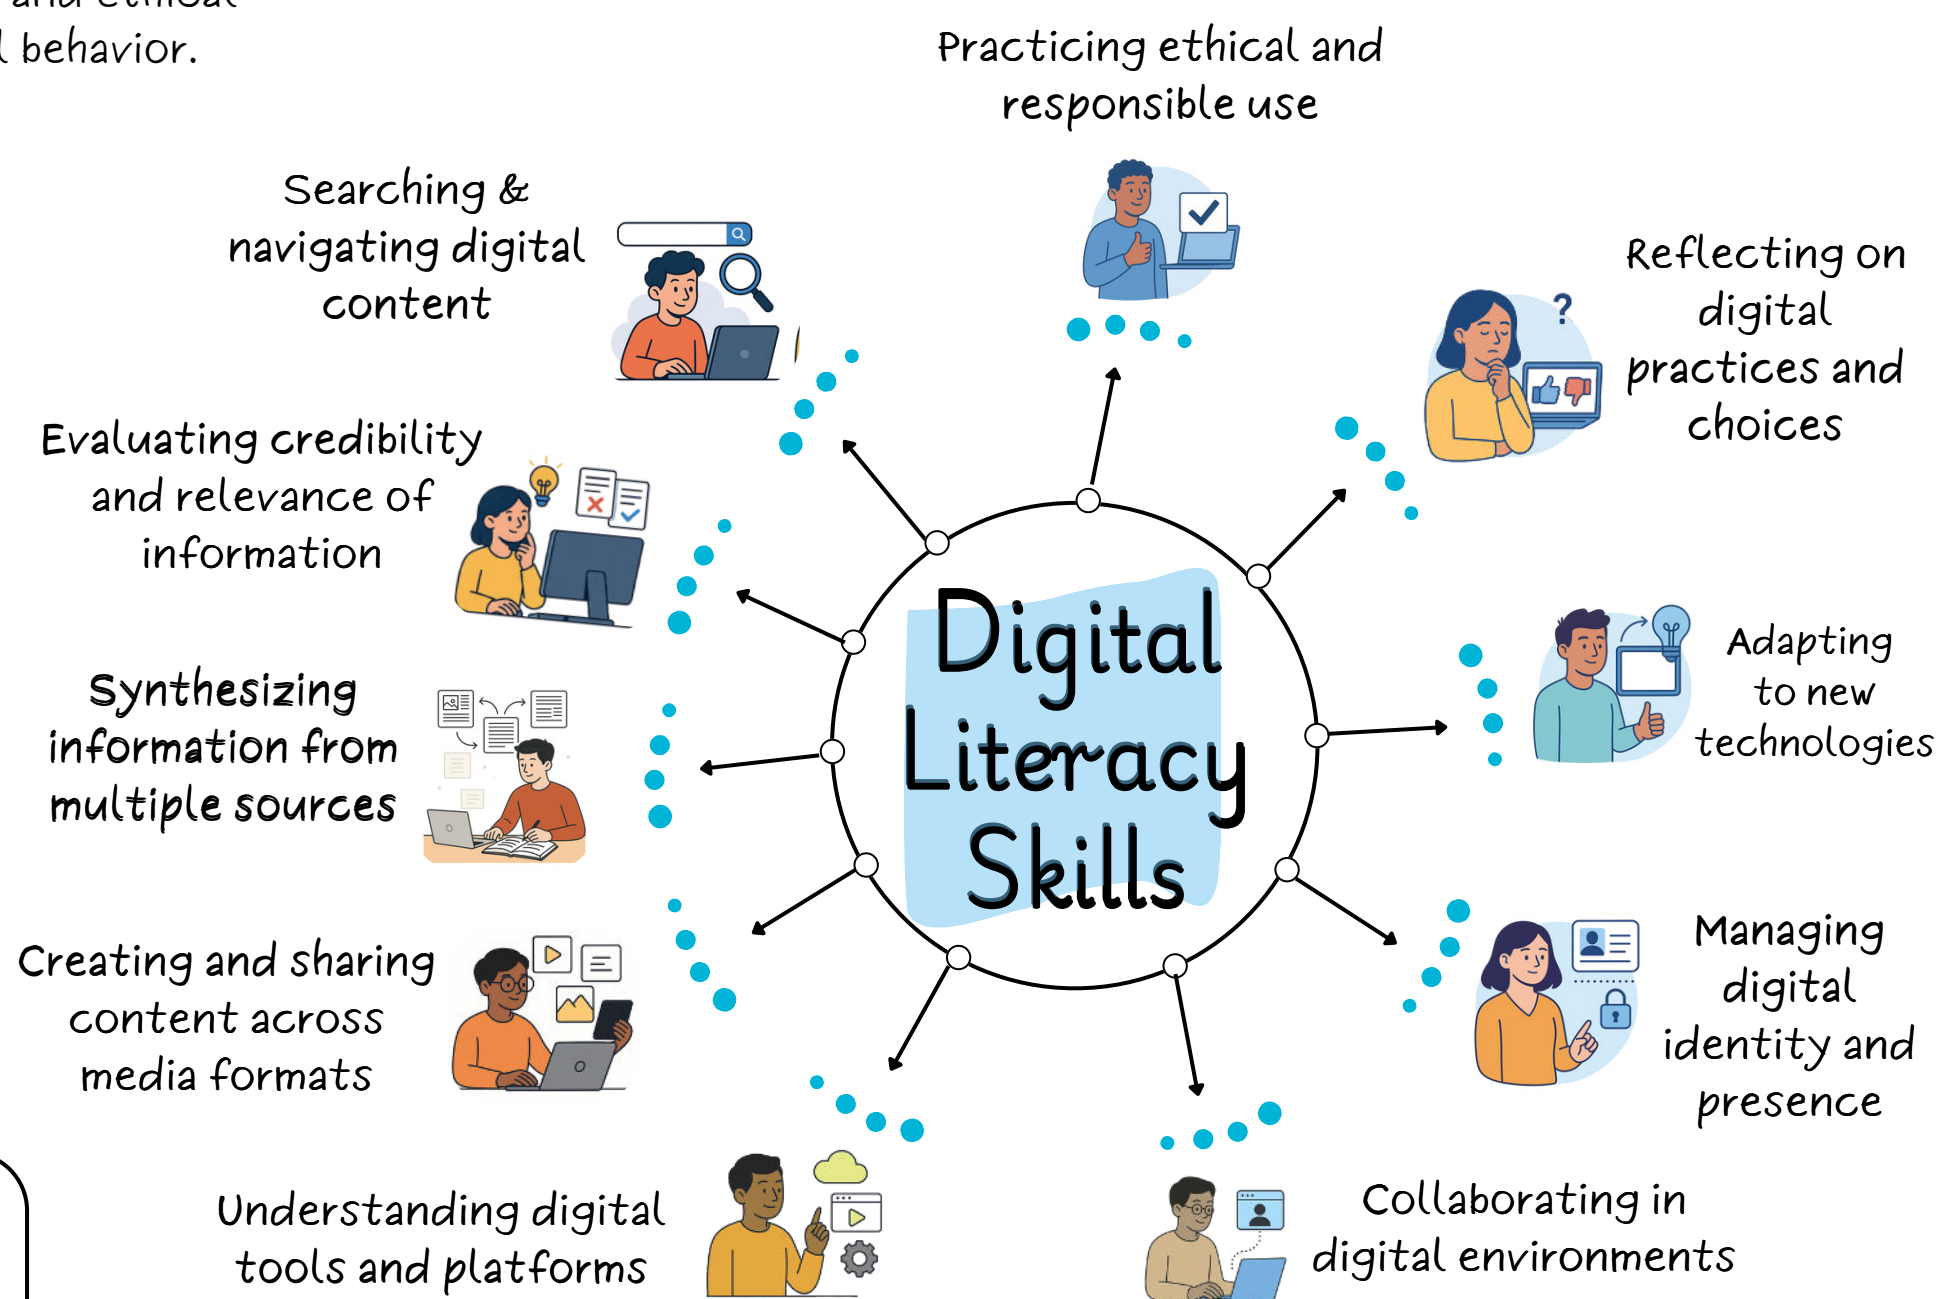 and ethical
behavior.
Practicing ethical and
responsible use
Searching &
navigating digital
content
Reflecting on
digital
practices and
choices
Evaluating credibility
and relevance of
information
Digital
Literacy
Skills
Adapting
to new
technologies
Synthesizing
information from
multiple sources
Managing
digital
identity and
presence
Creating and sharing
content across
media formats
Understanding digital
tools and platforms
Collaborating in
digital environments
?